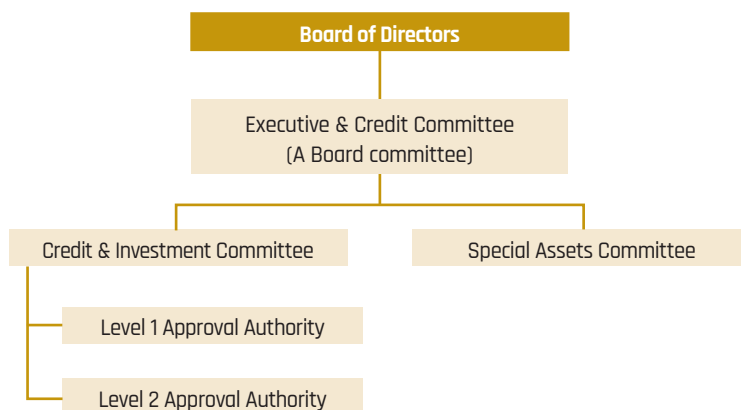 Board of Directors
Executive & Credit Committee
(A Board committee)
Credit & Investment Committee
Special Assets Committee
Level 1 Approval Authority
Level 2 Approval Authority